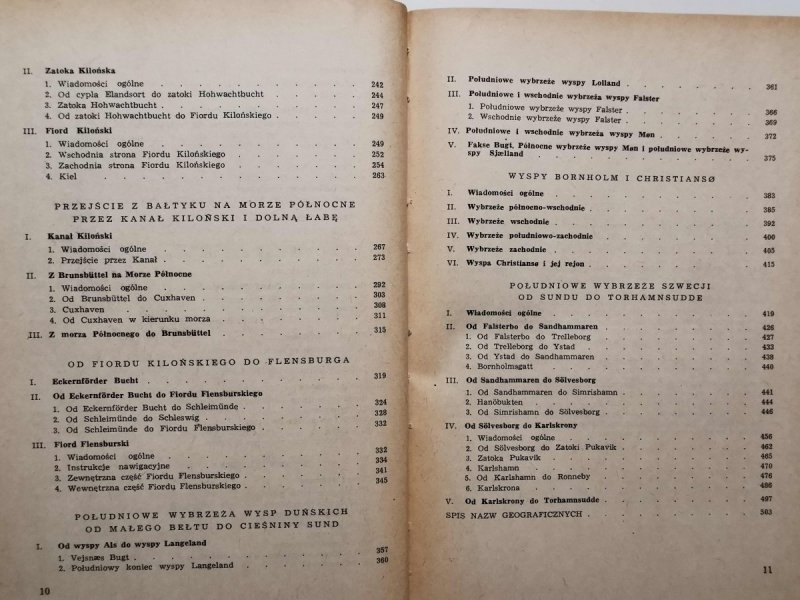 II. Zatoka Kilońska
1. Wiadomości ogólne . . . . . . . . . 242
2. Od cypla Elandsort do zatoki Hohwachtbucht . . . . 244
3. Zatoka Hohwachtbucht . . . . . . . . 247
4. Od zatoki Hohwachtbucht do Fiordu Kilońskiego . . . . 249
III. Fiord Kiloński
1. Wiadomości ogólne . . . . . . . . . 249
2. Wschodnia strona Fiordu Kilońskiego . . . . . 252
3. Zachodnia strona Fiordu Kilońskiego . . . . . 254
4. Kiel . . . . . . . . . . . 263
PRZEJŚCIE Z BAŁTYKU NA MORZE PÓŁNOCNE
PRZEZ KANAŁ KILOŃSKI I DOLNĄ ŁABĘ
I. Kanał Kiloński
1. Wiadomości ogólne . . . . . . . . . 267
2. Przejście przez Kanał . . . . . . . . 273
II. Z Brunsbüttel na Morze Północne
1. Wiadomości ogólne . . . . . . . . . 292
2. Od Brunsbüttel do Cuxhaven . . . . . . . 303
3. Cuxhaven . . . . . . . . . . 308
4. Od Cuxhaven w kierunku morza . . . . . . 311
III. Z morza Północnego do Brunsbüttel . . . . . . 315
OD FIORDU KILOŃSKIEGO DO FLENSBURGA
I. Eckernförder Bucht . . . . . . . . . 319
II. Od Eckernförder Bucht do Fiordu Flensburskiego
1. Od Eckernförder Bucht do Schleimünde . . . . . 324
2. Od Schleimünde do Schleswig . . . . . . . 328
3. Od Schleimünde do Fiordu Flensburskiego . . . . . 332
III. Fiord Flensburski
1. Wiadomości ogólne . . . . . . . . . 332
2. Instrukcje nawigacyjne . . . . . . . . 334
3. Zewnętrzna część Fiordu Flensburskiego . . . . . 341
4. Wewnętrzna część Fiordu Flensburskiego . . . . . 345
POŁUDNIOWE WYBRZEŻA WYSP DUŃSKICH
OD MAŁEGO BEŁTU DO CIEŚNINY SUND
I. Od wyspy Als do wyspy Langeland
1. Vejsnæs Bugt . . . . . . . . . . 357
2. Południowy koniec wyspy Langeland . . . . . . 360
10
II. Południowe wybrzeże wyspy Lolland . . . . . . 361
III. Południowe i wschodnie wybrzeża wyspy Falster
1. Południowe wybrzeże wyspy Falster . . . . . . 366
2. Wschodnie wybrzeże wyspy Falster . . . . . . 369
IV. Południowe i wschodnie wybrzeża wyspy Møn . . . . 372
V. Fakse Bugt, Północne wybrzeże wyspy Møn i południowe wybrzeże wy-
spy Sjælland . . . . . . . . . . 375
WYSPY BORNHOLM I CHRISTIANSØ
I. Wiadomości ogólne . . . . . . . . . 383
II. Wybrzeże północno-wschodnie . . . . . . . 385
III. Wybrzeże wschodnie . . . . . . . . . 392
IV. Wybrzeże południowo-zachodnie . . . . . . . 400
V. Wybrzeże zachodnie . . . . . . . . . 405
VI. Wyspa Christiansø i jej rejon . . . . . . . 415
POŁUDNIOWE WYBRZEŻE SZWECJI
OD SUNDU DO TORHAMNSUDDE
I. Wiadomości ogólne . . . . . . . . . 419
II. Od Falsterbo do Sandhammaren . . . . . . . 426
1. Od Falsterbo do Trelleborg . . . . . . . 427
2. Od Trelleborg do Ystad . . . . . . . . 433
3. Od Ystad do Sandhammaren . . . . . . . 438
4. Bornholmsgatt . . . . . . . . . . 440
III. Od Sandhammaren do Sölvesborg
1. Od Sandhammaren do Simrishamn . . . . . . 441
2. Hanöbukten . . . . . . . . . . 444
3. Od Simrishamn do Sölvesborg . . . . . . . 446
IV. Od Sölvesborg do Karlskrony
1. Wiadomości ogólne . . . . . . . . . 456
2. Od Sölvesborg do Zatoki Pukavik . . . . . . 462
3. Zatoka Pukavik . . . . . . . . . 465
4. Karlshamn . . . . . . . . . . 470
5. Od Karlshamn do Ronneby . . . . . . . 476
6. Karlskrona . . . . . . . . . . 486
V. Od Karlskrony do Torhamnsudde . . . . . . . 497
SPIS NAZW GEOGRAFICZNYCH . . . . . . . 503
11